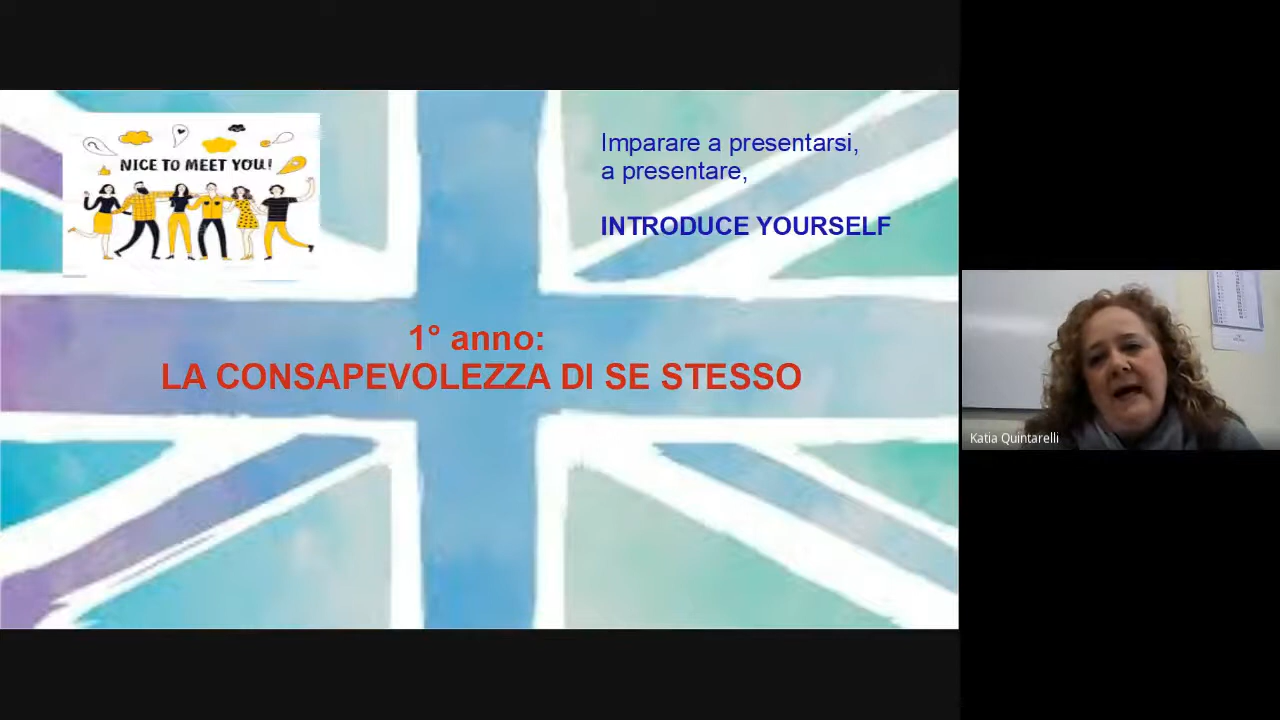 NICE TO MEET YOU!
Imparare a presentarsi,
a presentare,
INTRODUCE YOURSELF
1° anno:
LA CONSAPEVOLEZZA DI SE STESSO
Katia Quintarelli